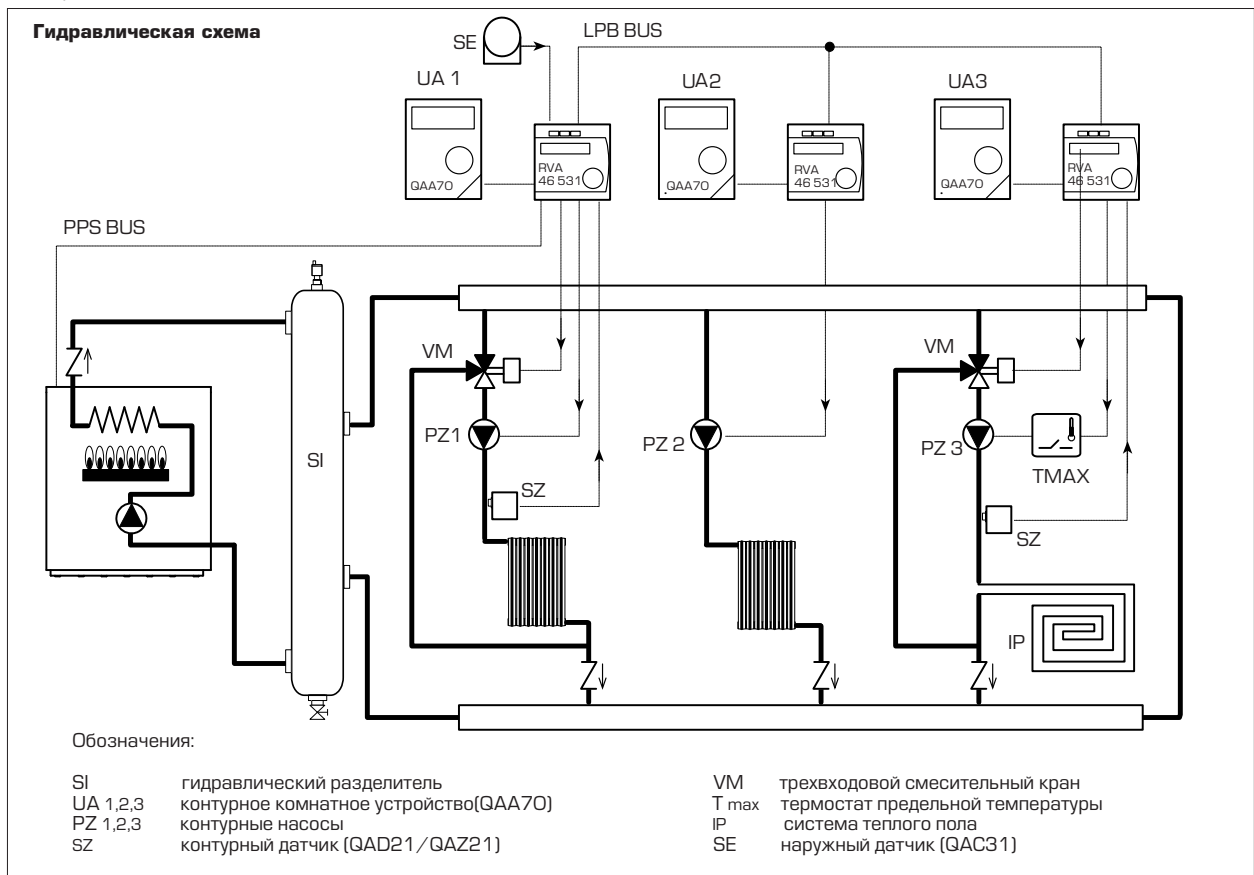 Гидравлическая схема
SE
LPB BUS
UA 1
UA2
UA3
QAA70
RVA
46 531
QAA70
RVA
46 531
QAA70
RVA
46 531
PPS BUS
VM
VM
PZ1
PZ 2
PZ 3
TMAX
SI
SZ
SZ
IP
Обозначения:
SI гидравлический разделитель
UA 1,2,3 контурное комнатное устройство(QAA70)
PZ 1,2,3 контурные насосы
SZ контурный датчик (QAD21/QAZ21)
VM трехвходовой смесительный кран
T max термостат предельной температуры
IP система теплого пола
SE наружный датчик (QAC31)